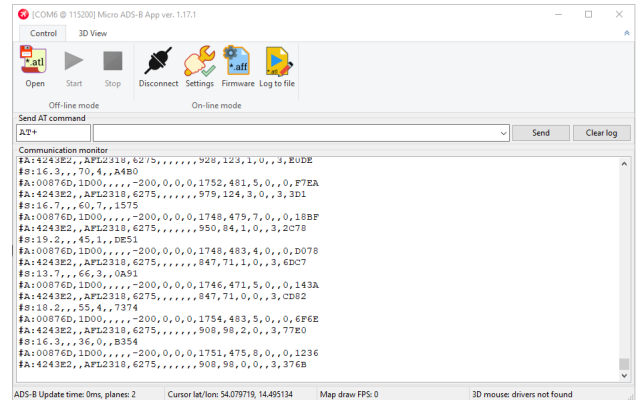 [COM6 @ 115200] Micro ADS-B App ver. 1.17.1
Control 3D View
*.atl *.aff *.atl
Open Start Stop Disconnect Settings Firmware Log to file
Off-line mode On-line mode
Send AT command
AT+ Send Clear log
Communication monitor
#A:4243E2,,AFL2318,6275,,,,,,,928,123,1,0,,3,E0DE
#S:16.3,,,70,4,,A4B0
#A:00876D,1D00,,,,,-200,0,0,0,1752,481,5,0,,0,F7EA
#A:4243E2,,AFL2318,6275,,,,,,,979,124,3,0,,3,3D1
#S:16.7,,,60,7,,1575
#A:00876D,1D00,,,,,-200,0,0,0,1748,479,7,0,,0,18BF
#A:4243E2,,AFL2318,6275,,,,,,,950,84,1,0,,3,2C78
#S:19.2,,,45,1,,DE51
#A:00876D,1D00,,,,,-200,0,0,0,1748,483,4,0,,0,D078
#A:4243E2,,AFL2318,6275,,,,,,,847,71,1,0,,3,6DC7
#S:13.7,,,66,3,,0A91
#A:00876D,1D00,,,,,-200,0,0,0,1746,471,5,0,,0,143A
#A:4243E2,,AFL2318,6275,,,,,,,847,71,0,0,,3,CD82
#S:18.2,,,55,4,,7374
#A:00876D,1D00,,,,,-200,0,0,0,1754,483,5,0,,0,6F6E
#A:4243E2,,AFL2318,6275,,,,,,,908,98,2,0,,3,77E0
#S:16.3,,,36,0,,B354
#A:00876D,1D00,,,,,-200,0,0,0,1751,475,8,0,,0,1236
#A:4243E2,,AFL2318,6275,,,,,,,908,98,0,0,,3,376B
ADS-B Update time: 0ms, planes: 2 Cursor lat/lon: 54.079719, 14.495134 Map draw FPS: 0 3D mouse: drivers not found